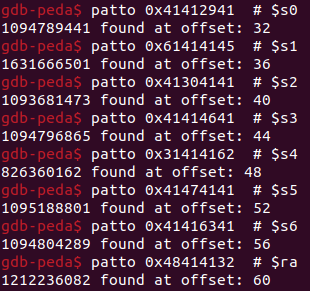 gdb-peda$ patto 0x41412941  # $s0
1094789441 found at offset: 32
gdb-peda$ patto 0x61414145  # $s1
1631666501 found at offset: 36
gdb-peda$ patto 0x41304141  # $s2
1093681473 found at offset: 40
gdb-peda$ patto 0x41414641  # $s3
1094796865 found at offset: 44
gdb-peda$ patto 0x31414162  # $s4
826360162 found at offset: 48
gdb-peda$ patto 0x41474141  # $s5
1095188801 found at offset: 52
gdb-peda$ patto 0x41416341  # $s6
1094804289 found at offset: 56
gdb-peda$ patto 0x48414132  # $ra
1212236082 found at offset: 60